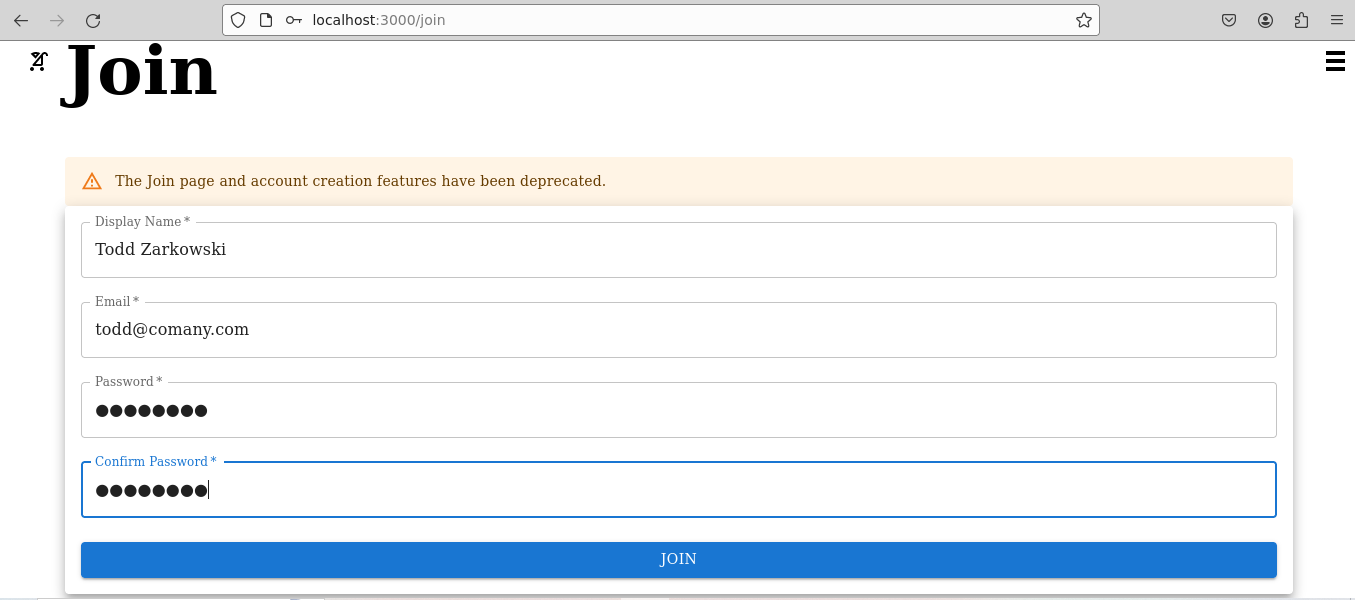 localhost:3000/join
Join
The Join page and account creation features have been deprecated.
Display Name *
Todd Zarkowski
Email *
todd@comany.com
Password *
●●●●●●●●
Confirm Password *
●●●●●●●●
JOIN